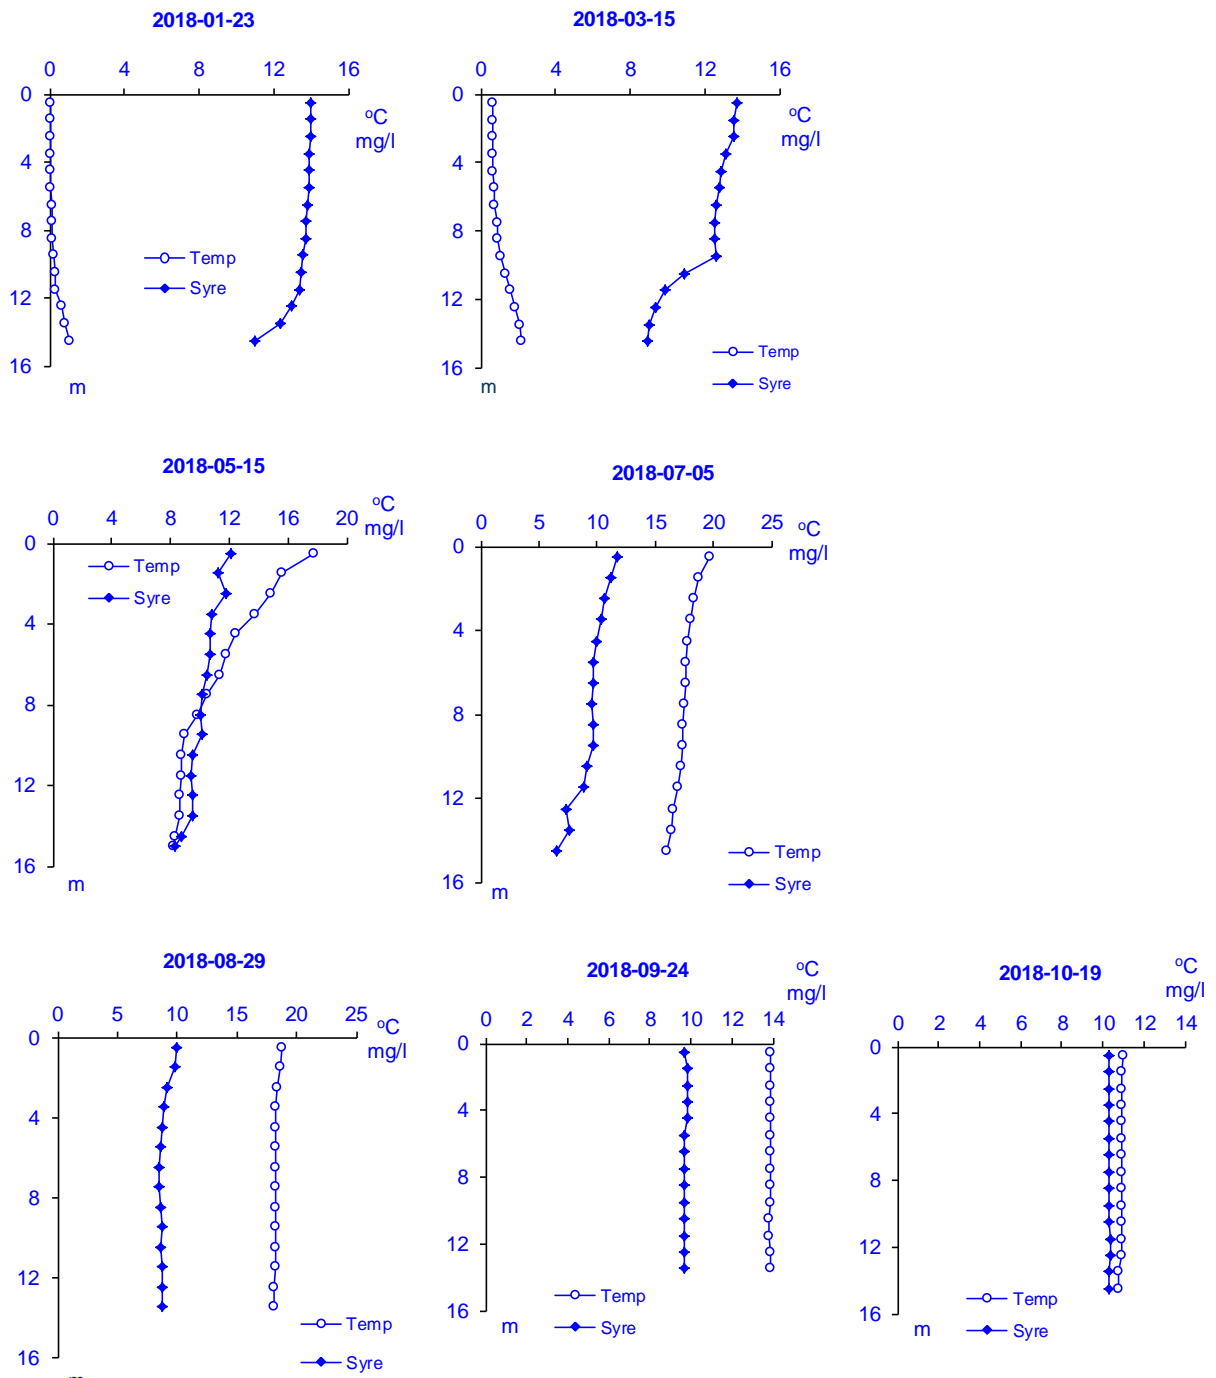 2018-01-23
0 4 8 12 16
oC
mg/l
0
4
8
12
16
m
Temp
Syre
2018-03-15
0 4 8 12 16
oC
mg/l
0
4
8
12
16
m
Temp
Syre
2018-05-15
0 4 8 12 16 20
oC
mg/l
0
4
8
12
16
m
Temp
Syre
2018-07-05
0 5 10 15 20 25
oC
mg/l
0
4
8
12
16
m
Temp
Syre
2018-08-29
0 5 10 15 20 25
oC
mg/l
0
4
8
12
16
Temp
Syre
2018-09-24
0 2 4 6 8 10 12 14
oC
mg/l
0
4
8
12
16
m
Temp
Syre
2018-10-19
0 2 4 6 8 10 12 14
oC
mg/l
0
4
8
12
16
m
Temp
Syre